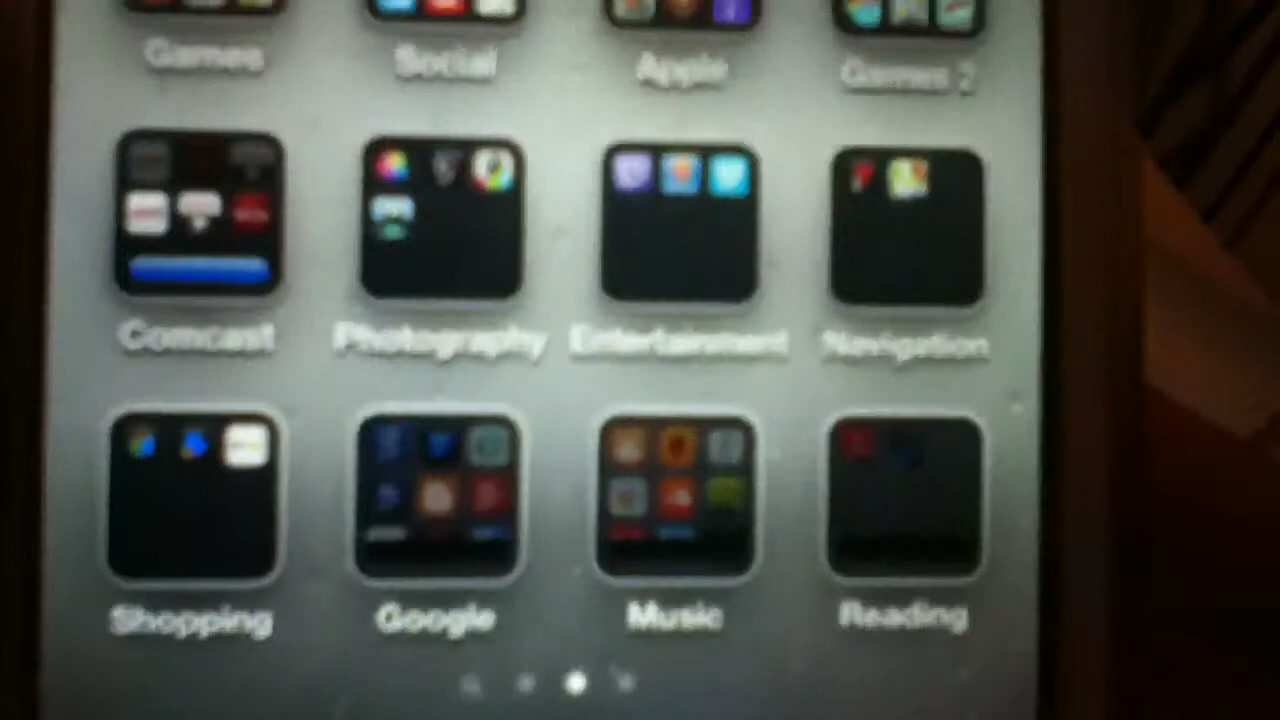 Games Social Apple Games 2
Comcast Photography Entertainment Navigation
Shopping Google Music Reading